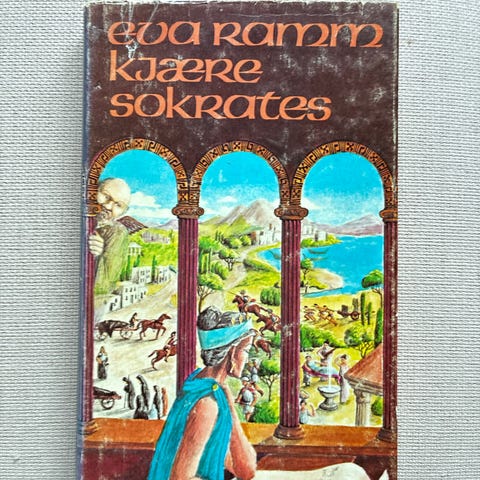 eva ramm
kjære
sokrates